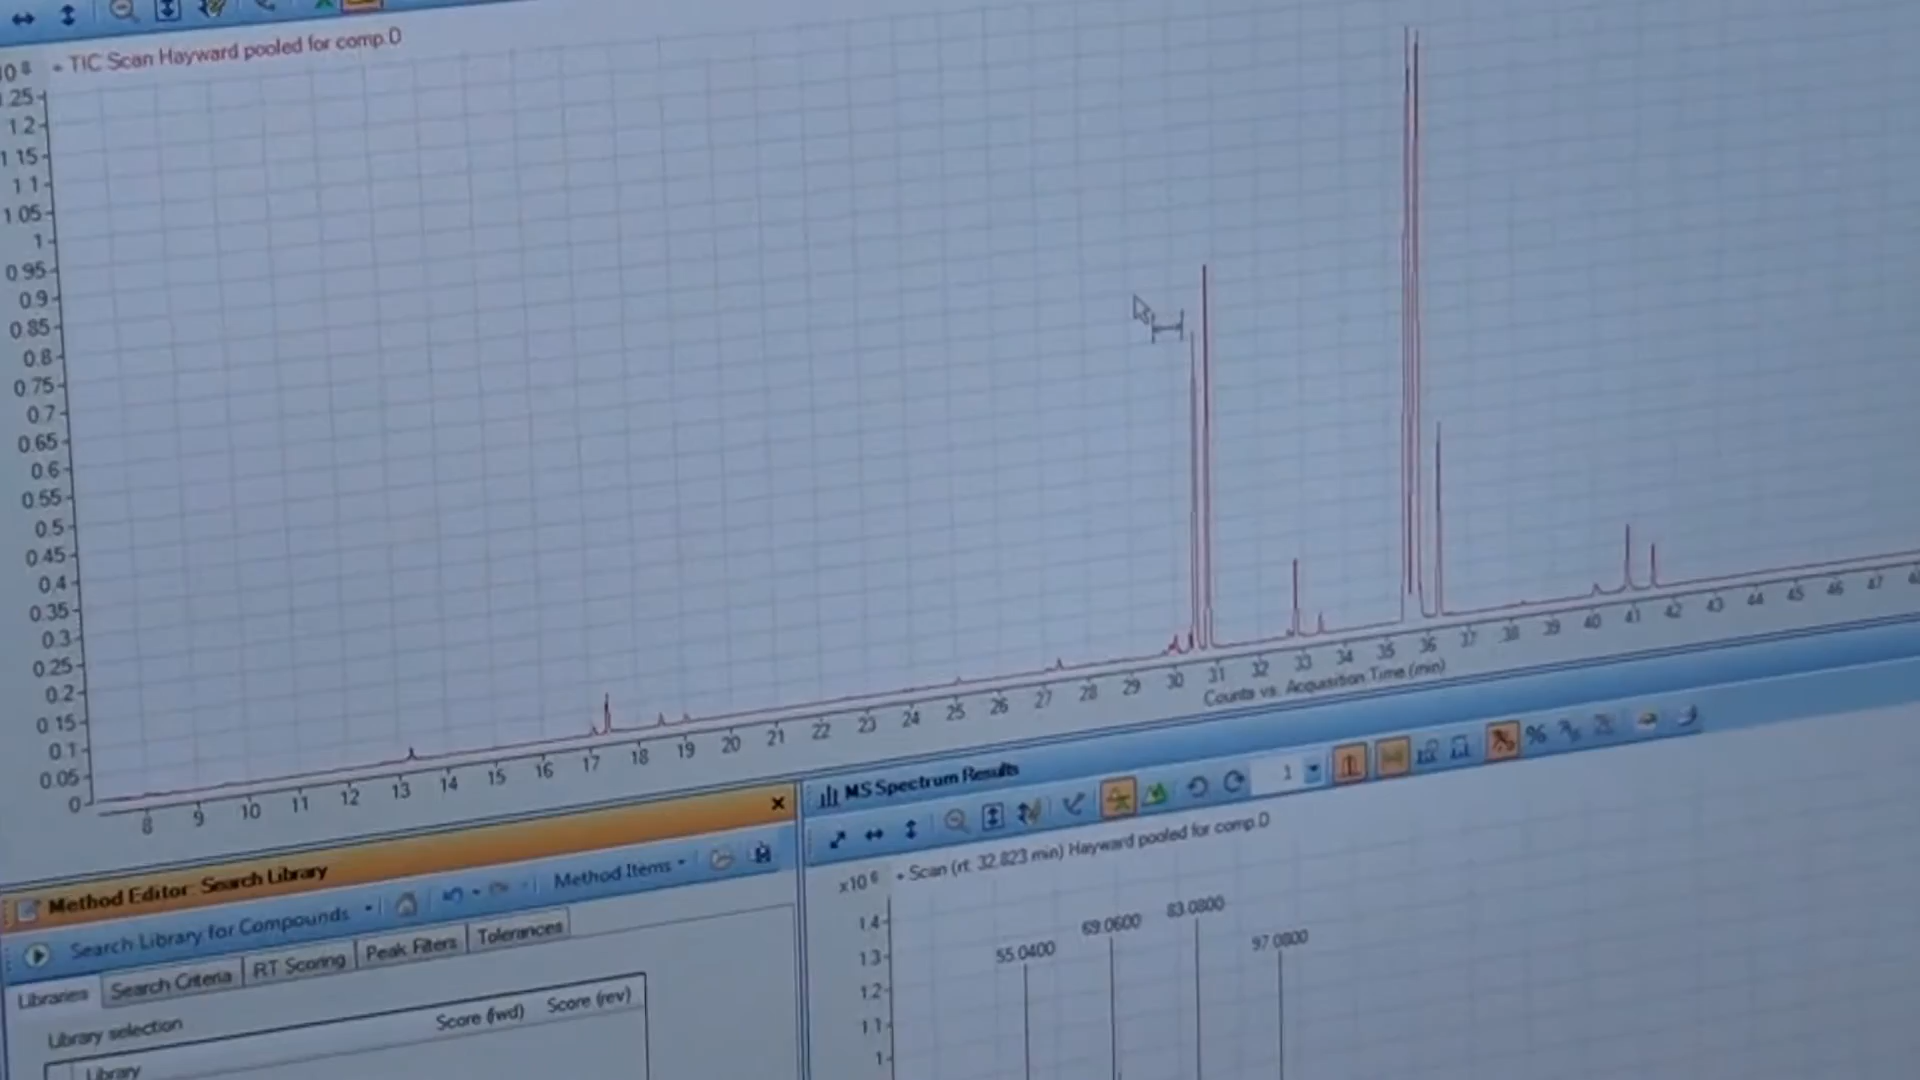 + TIC Scan Hayward pooled for comp.D
1.25
1.2
1.15
1.1
1.05
1
0.95
0.9
0.85
0.8
0.75
0.7
0.65
0.6
0.55
0.5
0.45
0.4
0.35
0.3
0.25
0.2
0.15
0.1
0.05
0
8 9 10 11 12 13 14 15 16 17 18 19 20 21 22 23 24 25 26 27 28 29 30 31 32 33 34 35 36 37 38 39 40 41 42 43 44 45 46 47
Counts vs. Acquisition Time (min)
Method Editor: Search Library
Search Library for Compounds
Method Items
Libraries Search Criteria RT Scoring Peak Filters Tolerances
Library selection
Score (fwd) Score (rev)
Library
MS Spectrum Results
1
x10 6 + Scan (rt: 32.823 min) Hayward pooled for comp.D
1.4
1.3
1.2
1.1
1
55.0400 69.0600 83.0800 97.0800